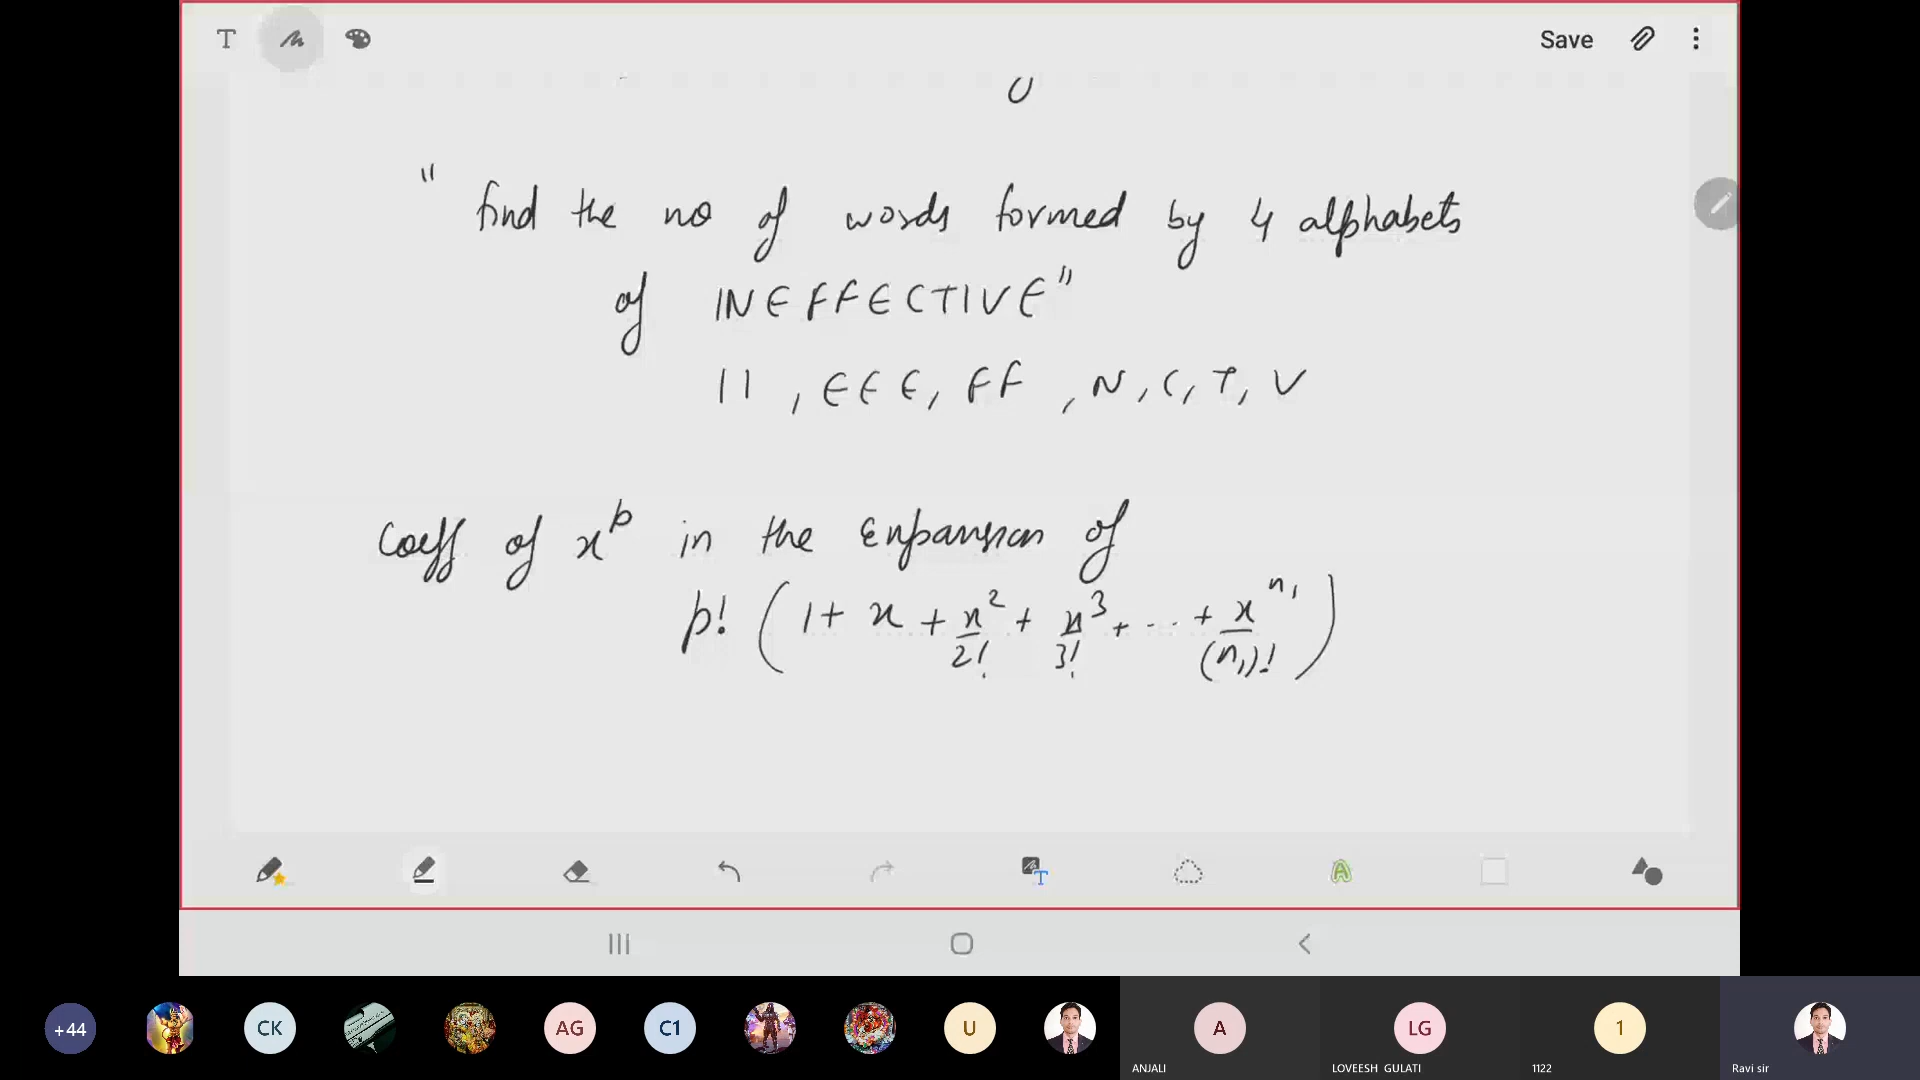 T
Save
" find the no of words formed by 4 alphabets
of INEFFECTIVE "
II, EEE, FF, N, C, T, V
Coeff of x^p in the Expansion of
p! ( 1 + x + x^2/2! + x^3/3! + ... + x^n1/(n1)! )
T
A
+44 CK AG C1 U A LG 1
ANJALI LOVEESH GULATI 1122 Ravi sir